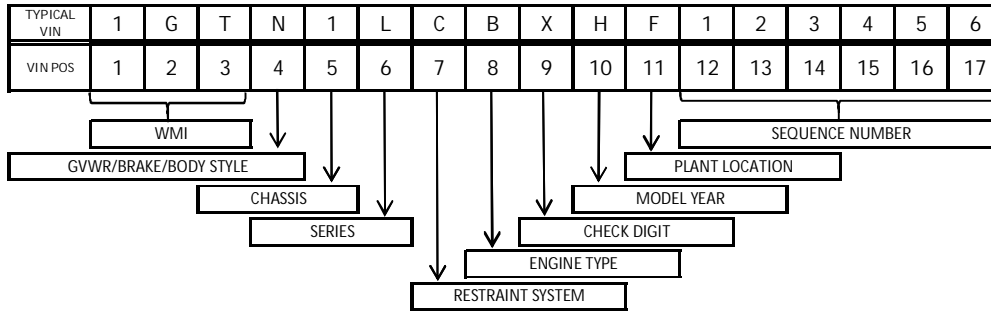 TYPICAL VIN 1 G T N 1 L C B X H F 1 2 3 4 5 6
VIN POS 1 2 3 4 5 6 7 8 9 10 11 12 13 14 15 16 17
WMI SEQUENCE NUMBER
GVWR/BRAKE/BODY STYLE PLANT LOCATION
CHASSIS MODEL YEAR
SERIES CHECK DIGIT
ENGINE TYPE
RESTRAINT SYSTEM